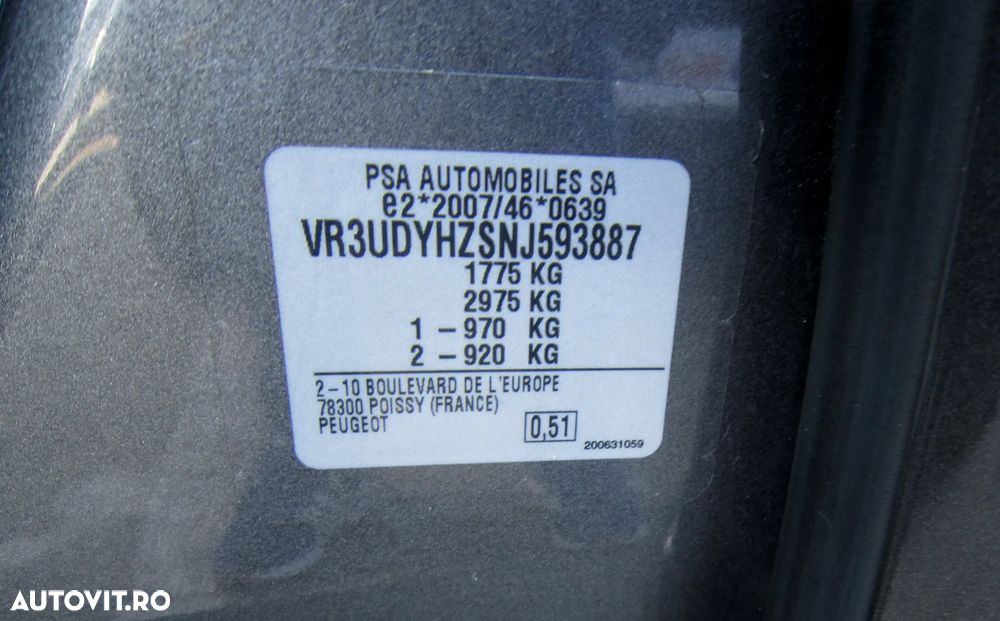 PSA AUTOMOBILES SA
e2*2007/46*0639
VR3UDYHZSNJ593887
1775 KG
2975 KG
1 – 970 KG
2 – 920 KG
2–10 BOULEVARD DE L'EUROPE
78300 POISSY (FRANCE)
PEUGEOT
0,51
200631059
AUTOVIT.RO